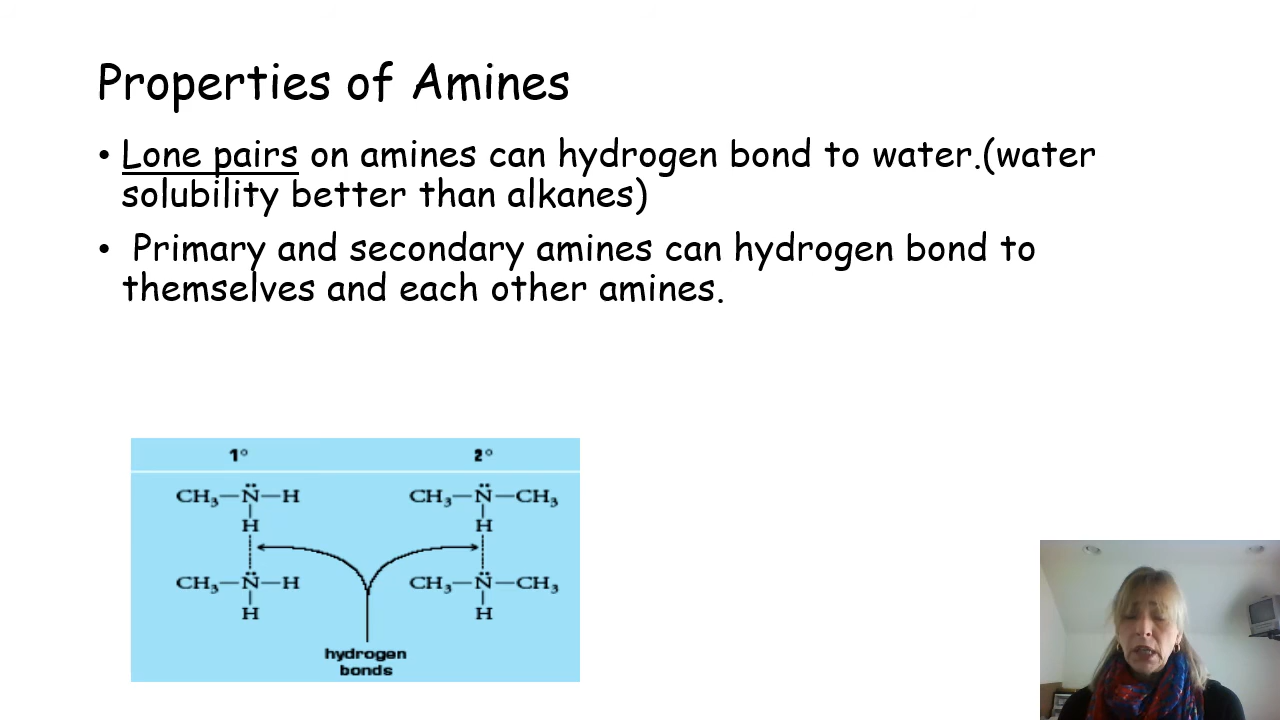 Properties of Amines
• Lone pairs on amines can hydrogen bond to water.(water
solubility better than alkanes)
• Primary and secondary amines can hydrogen bond to
themselves and each other amines.
1° 2°
CH₃—N̈—H CH₃—N̈—CH₃
H H
CH₃—N̈—H CH₃—N̈—CH₃
H H
hydrogen
bonds